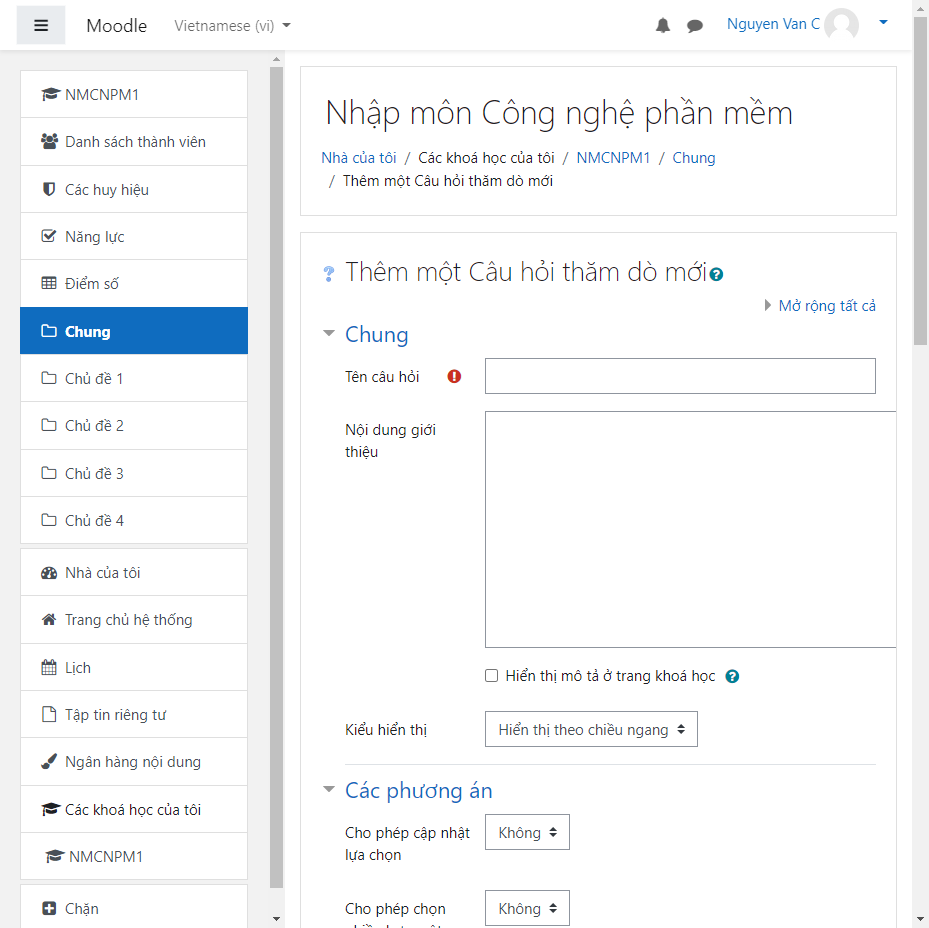 Moodle
Vietnamese (vi)
Nguyen Van C
NMCNPM1
Danh sách thành viên
Các huy hiệu
Năng lực
Điểm số
Chung
Chủ đề 1
Chủ đề 2
Chủ đề 3
Chủ đề 4
Nhà của tôi
Trang chủ hệ thống
Lịch
Tập tin riêng tư
Ngân hàng nội dung
Các khoá học của tôi
NMCNPM1
Chặn
Nhập môn Công nghệ phần mềm
Nhà của tôi / Các khoá học của tôi / NMCNPM1 / Chung
/ Thêm một Câu hỏi thăm dò mới
Thêm một Câu hỏi thăm dò mới
Mở rộng tất cả
Chung
Tên câu hỏi
Nội dung giới
thiệu
Hiển thị mô tả ở trang khoá học
Kiểu hiển thị
Hiển thị theo chiều ngang
Các phương án
Cho phép cập nhật
lựa chọn
Không
Cho phép chọn
Không